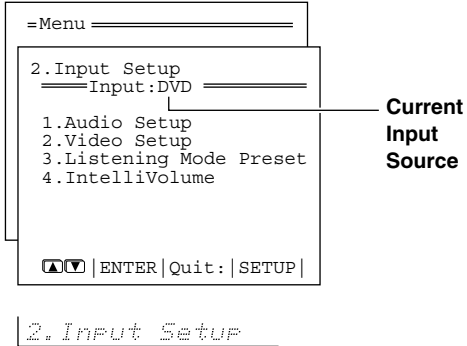 =Menu
2.Input Setup
Input:DVD
1.Audio Setup
2.Video Setup
3.Listening Mode Preset
4.IntelliVolume
▲▼|ENTER|Quit:|SETUP|
Current
Input
Source
2.Input Setup